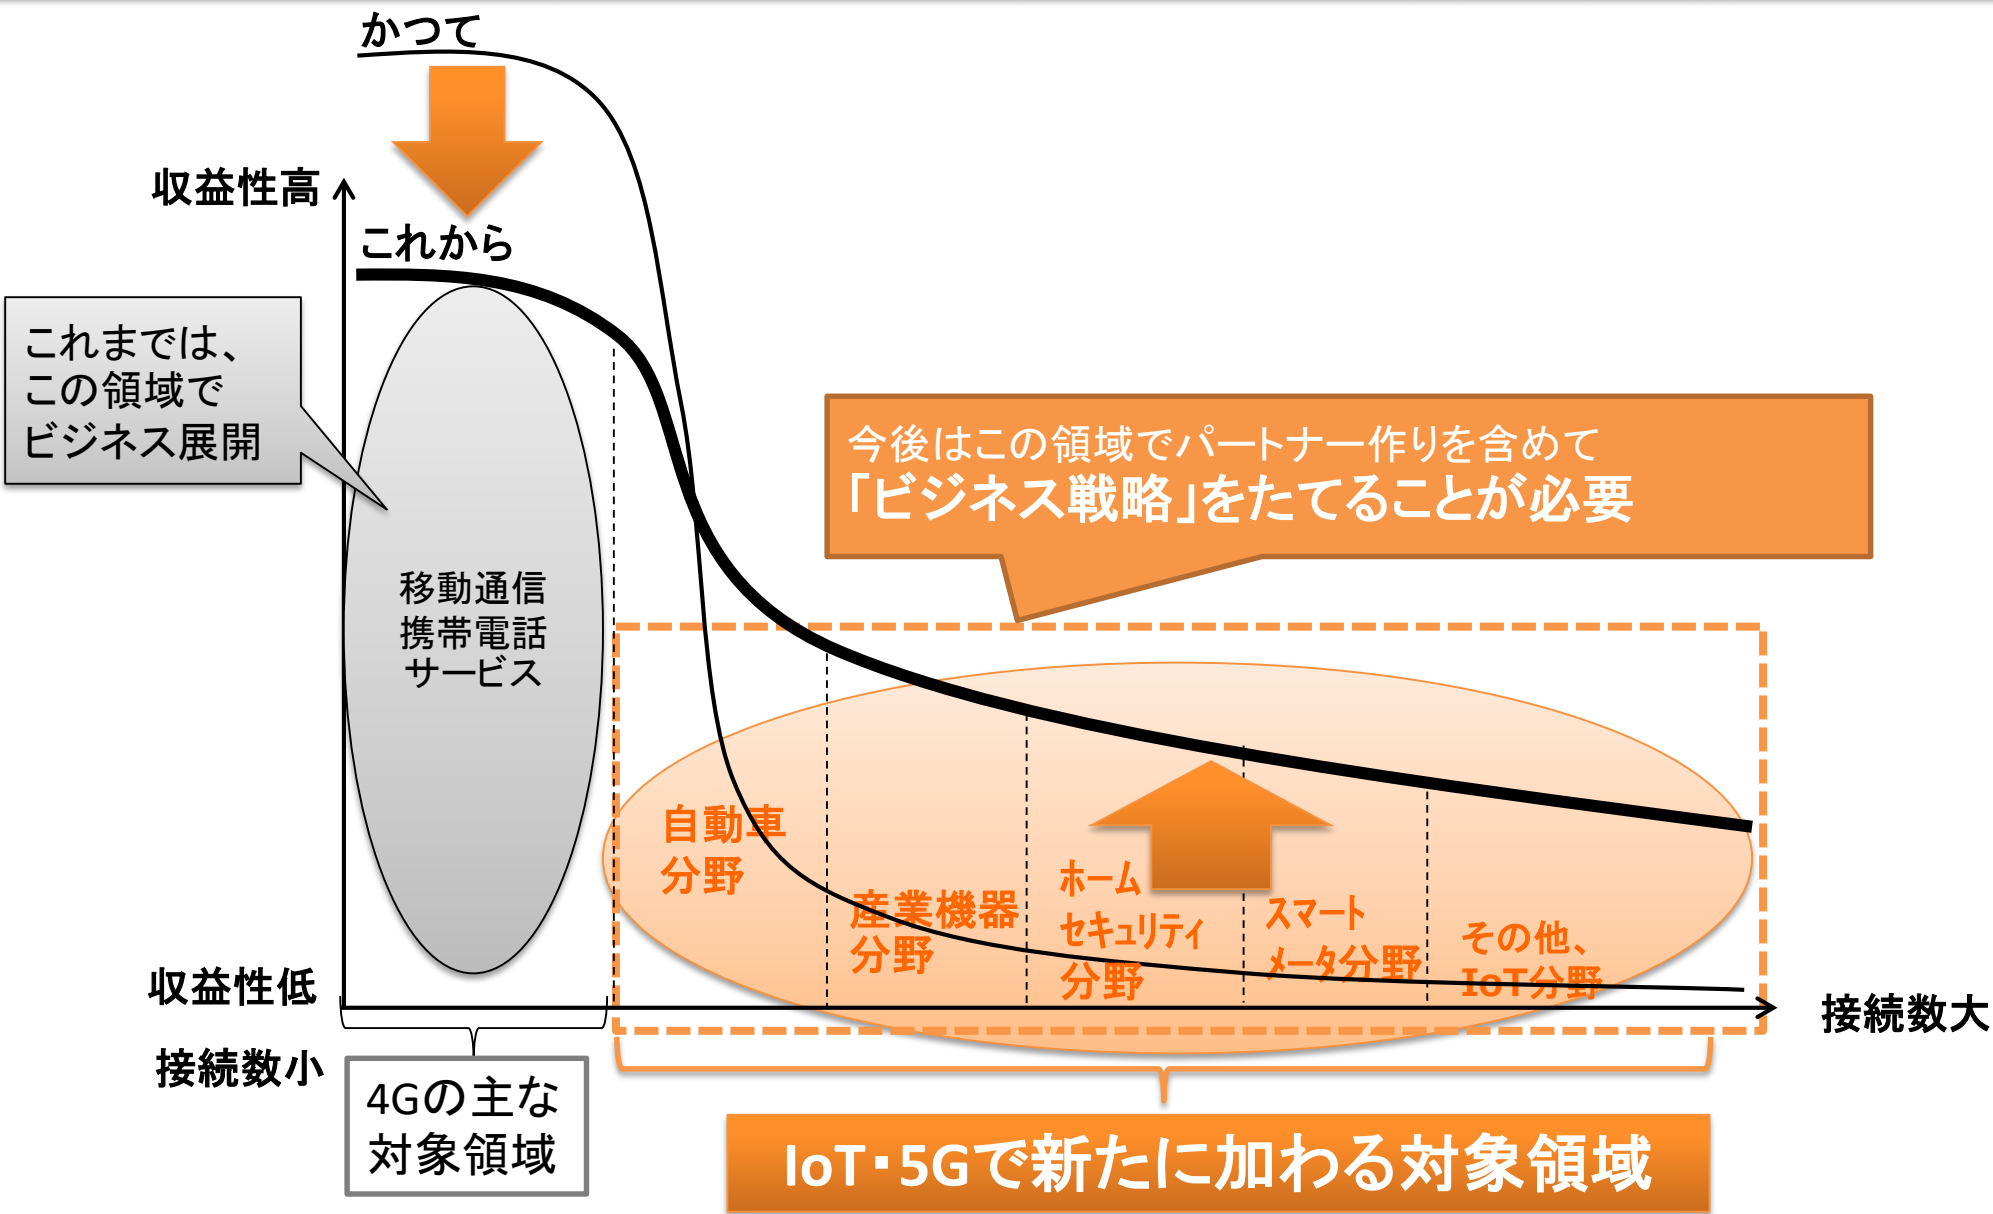 かつて
収益性高
これから
これまでは、
この領域で
ビジネス展開
今後はこの領域でパートナー作りを含めて
「ビジネス戦略」をたてることが必要
移動通信
携帯電話
サービス
自動車
分野
産業機器
分野
ホーム
セキュリティ
分野
スマート
メータ分野
その他、
IoT分野
収益性低
接続数大
接続数小
4Gの主な
対象領域
IoT・5Gで新たに加わる対象領域